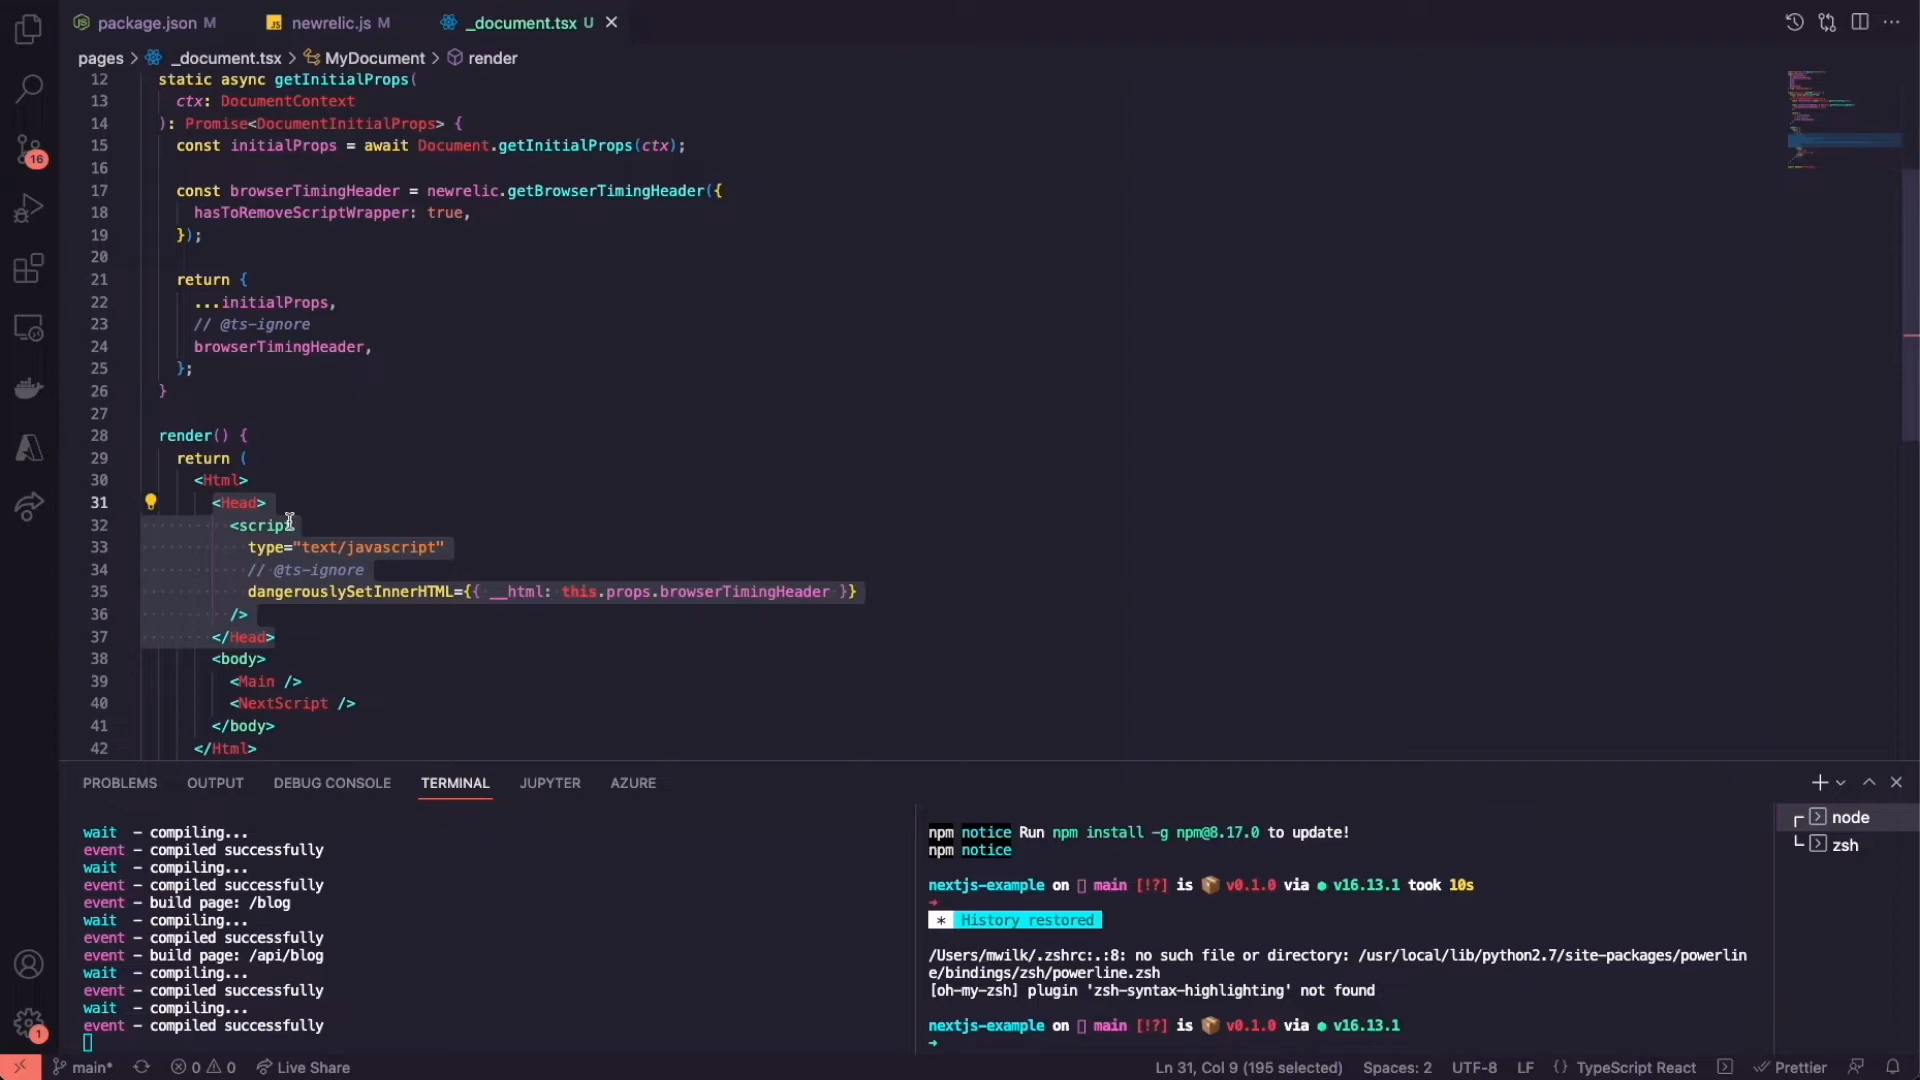 package.json M
JS newrelic.js M
_document.tsx U
pages > _document.tsx > MyDocument > render
12 static async getInitialProps(
13 ctx: DocumentContext
14 ): Promise<DocumentInitialProps> {
15 const initialProps = await Document.getInitialProps(ctx);
16
17 const browserTimingHeader = newrelic.getBrowserTimingHeader({
18 hasToRemoveScriptWrapper: true,
19 });
20
21 return {
22 ...initialProps,
23 // @ts-ignore
24 browserTimingHeader,
25 };
26 }
27
28 render() {
29 return (
30 <Html>
31 <Head>
32 <script
33 type="text/javascript"
34 // @ts-ignore
35 dangerouslySetInnerHTML={{ __html: this.props.browserTimingHeader }}
36 />
37 </Head>
38 <body>
39 <Main />
40 <NextScript />
41 </body>
42 </Html>
16
1
PROBLEMS OUTPUT DEBUG CONSOLE TERMINAL JUPYTER AZURE
wait - compiling...
event - compiled successfully
wait - compiling...
event - compiled successfully
event - build page: /blog
wait - compiling...
event - compiled successfully
event - build page: /api/blog
wait - compiling...
event - compiled successfully
wait - compiling...
event - compiled successfully
npm notice Run npm install -g npm@8.17.0 to update!
npm notice
nextjs-example on main [!?] is 📦 v0.1.0 via ● v16.13.1 took 10s
→
* History restored
/Users/mwilk/.zshrc:.:8: no such file or directory: /usr/local/lib/python2.7/site-packages/powerlin
e/bindings/zsh/powerline.zsh
[oh-my-zsh] plugin 'zsh-syntax-highlighting' not found
nextjs-example on main [!?] is 📦 v0.1.0 via ● v16.13.1
→
node
zsh
main* 0 0 Live Share
Ln 31, Col 9 (195 selected) Spaces: 2 UTF-8 LF {} TypeScript React Prettier